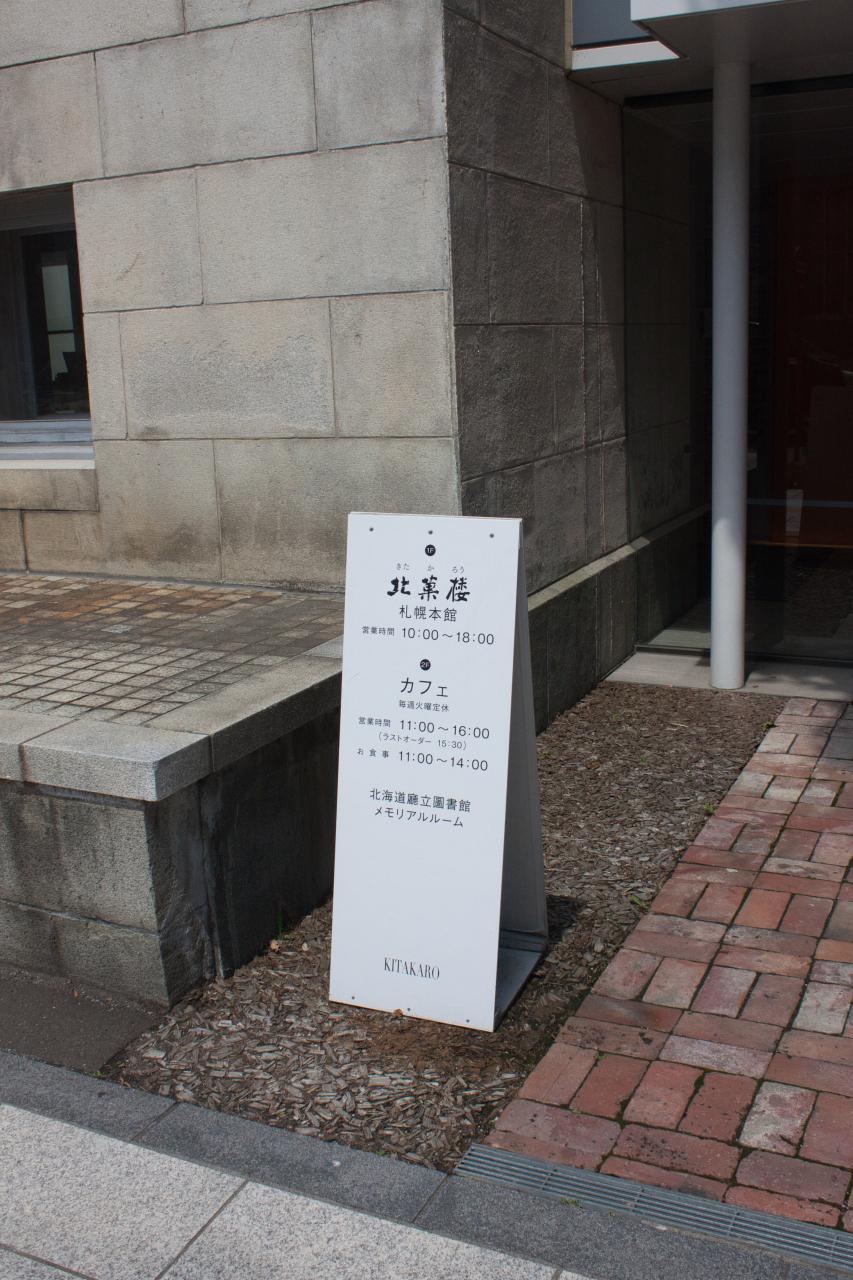 1F
きた か ろう
北菓楼
札幌本館
営業時間 10:00～18:00
2F
カフェ
毎週火曜定休
営業時間 11:00～16:00
(ラストオーダー 15:30)
お食事 11:00～14:00
北海道廳立圖書館
メモリアルルーム
KITAKARO